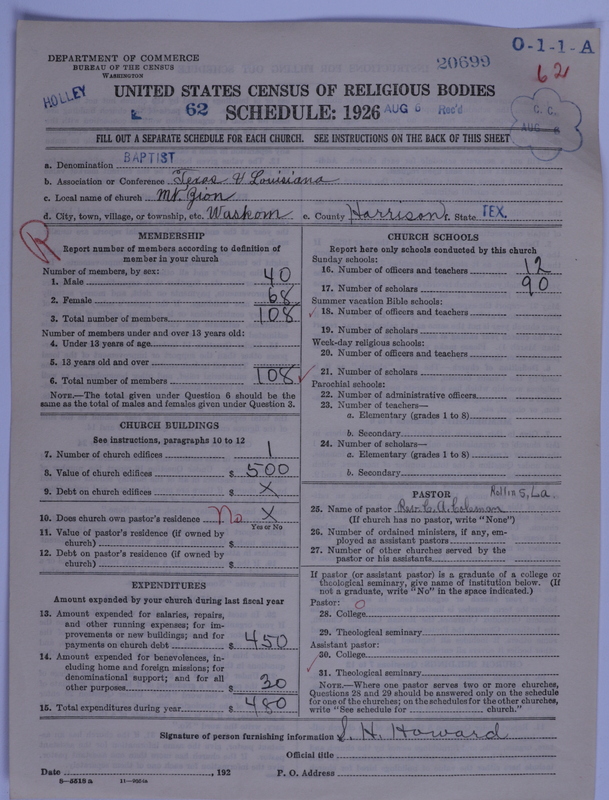 DEPARTMENT OF COMMERCE
BUREAU OF THE CENSUS
WASHINGTON
20699
O-1-1-A
62
HOLLEY
UNITED STATES CENSUS OF RELIGIOUS BODIES
62 SCHEDULE: 1926 AUG 6 Rec'd
C. C.
AUG 6
FILL OUT A SEPARATE SCHEDULE FOR EACH CHURCH. SEE INSTRUCTIONS ON THE BACK OF THIS SHEET
a. Denomination BAPTIST
b. Association or Conference Texas & Louisiana
c. Local name of church Mt. Zion
d. City, town, village, or township, etc. Waskom e. County Harrison f. State TEX.
R
MEMBERSHIP
Report number of members according to definition of
member in your church
Number of members, by sex:
1. Male 40
2. Female 68
3. Total number of members 108
Number of members under and over 13 years old:
4. Under 13 years of age
5. 13 years old and over
6. Total number of members 108
NOTE.—The total given under Question 6 should be the
same as the total of males and females given under Question 3.
CHURCH BUILDINGS
See instructions, paragraphs 10 to 12
7. Number of church edifices 1
8. Value of church edifices $ 500
9. Debt on church edifices $ X
10. Does church own pastor's residence No X
Yes or No
11. Value of pastor's residence (if owned by
church) $
12. Debt on pastor's residence (if owned by
church) $
EXPENDITURES
Amount expended by your church during last fiscal year
13. Amount expended for salaries, repairs,
and other running expenses; for im-
provements or new buildings; and for
payments on church debt $ 450
14. Amount expended for benevolences, in-
cluding home and foreign missions; for
denominational support; and for all
other purposes $ 30
15. Total expenditures during year $ 480
CHURCH SCHOOLS
Report here only schools conducted by this church
Sunday schools:
16. Number of officers and teachers 12
17. Number of scholars 90
Summer vacation Bible schools:
18. Number of officers and teachers
19. Number of scholars
Week-day religious schools:
20. Number of officers and teachers
21. Number of scholars
Parochial schools:
22. Number of administrative officers
23. Number of teachers—
a. Elementary (grades 1 to 8)
b. Secondary
24. Number of scholars—
a. Elementary (grades 1 to 8)
b. Secondary
PASTOR La.
25. Name of pastor Rev. C. A. Coleman
(If church has no pastor, write "None")
26. Number of ordained ministers, if any, em-
ployed as assistant pastors
27. Number of other churches served by the
pastor or his assistants
If pastor (or assistant pastor) is a graduate of a college or
theological seminary, give name of institution below. (If
not a graduate, write "No" in the space indicated.)
Pastor: O
28. College
29. Theological seminary
Assistant pastor:
30. College
31. Theological seminary
NOTE.—Where one pastor serves two or more churches,
Questions 28 and 29 should be answered only on the schedule
for one of the churches; on the schedules for the other churches,
write "See schedule for church."
Signature of person furnishing information S. H. Howard
Official title
Date , 192 P. O. Address
8—5518 a